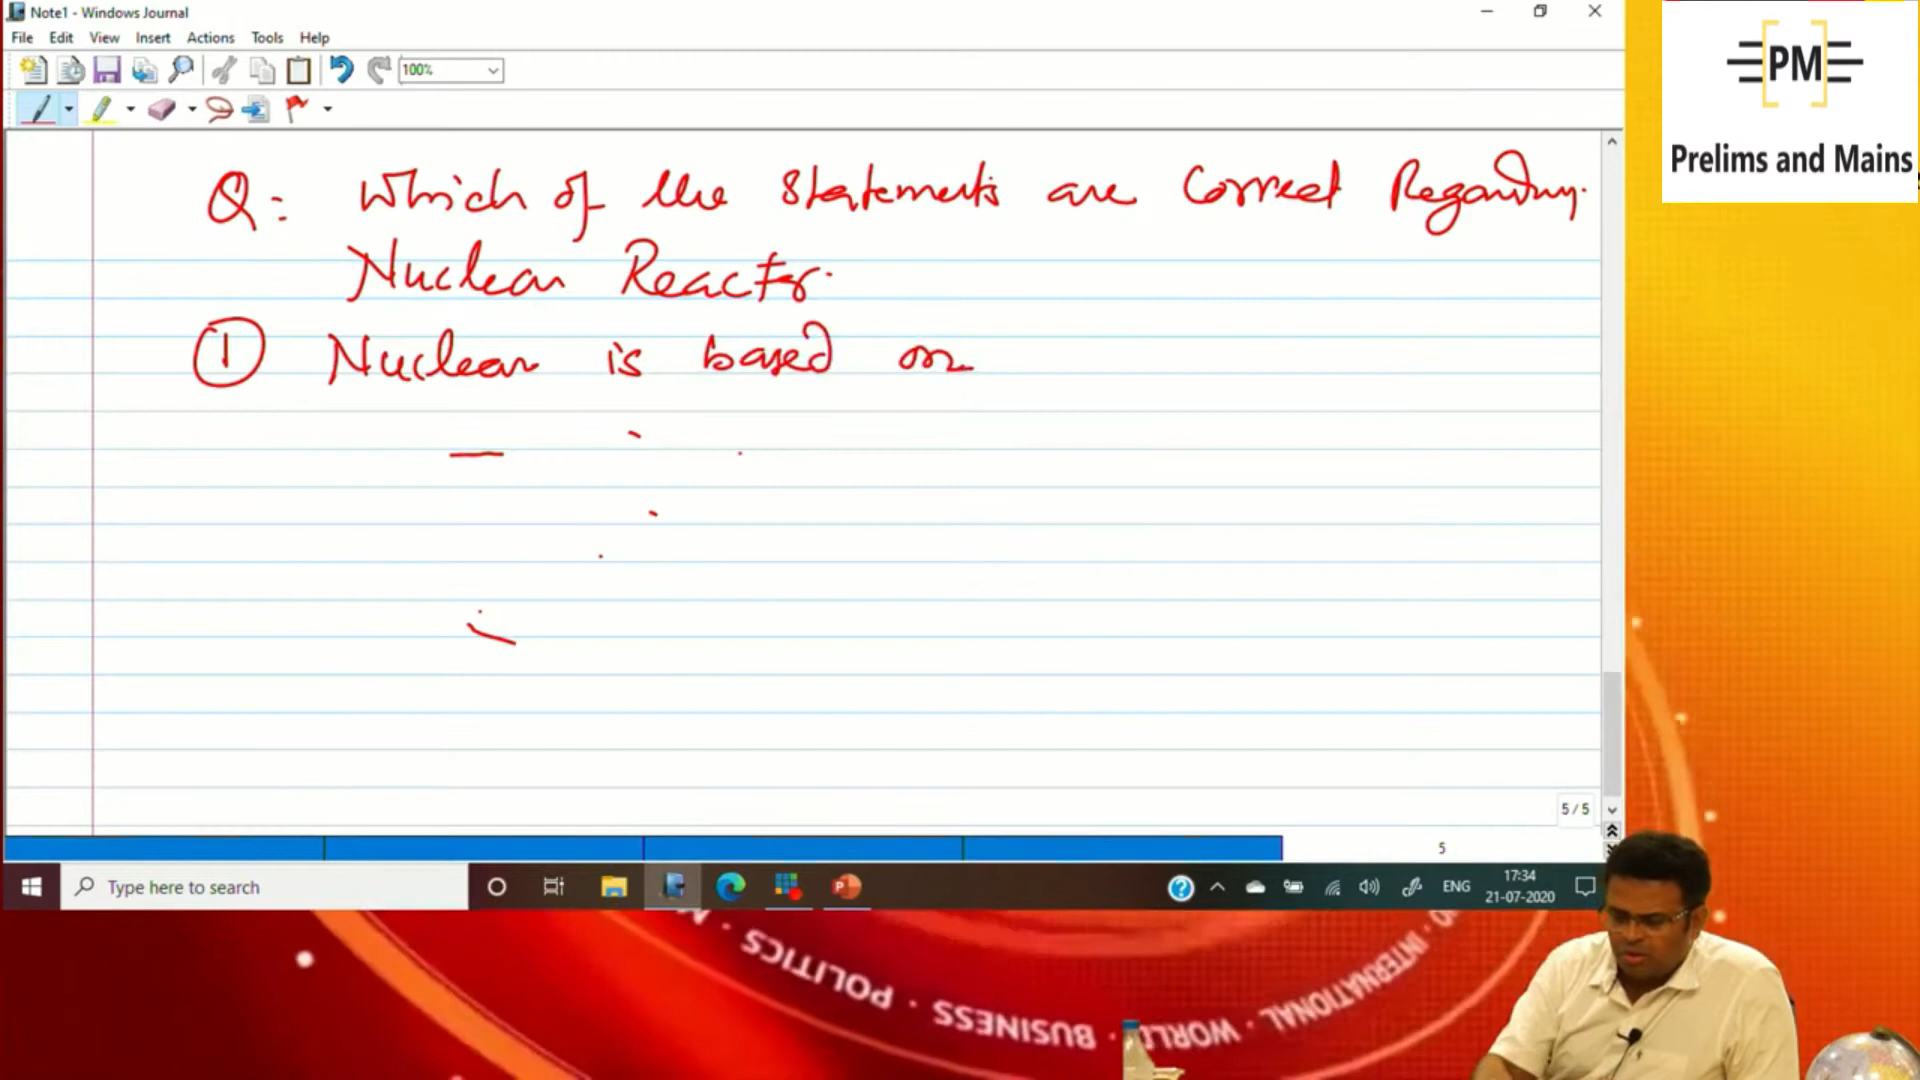 Note1 - Windows Journal
File Edit View Insert Actions Tools Help
100%
PM
Prelims and Mains
Q: Which of the Statements are Correct Regarding
Nuclear Reactor.
① Nuclear is based on
5 / 5
5
Type here to search
ENG
17:34
21-07-2020
POLITICS · BUSINESS · WORLD · INTERNATIONAL